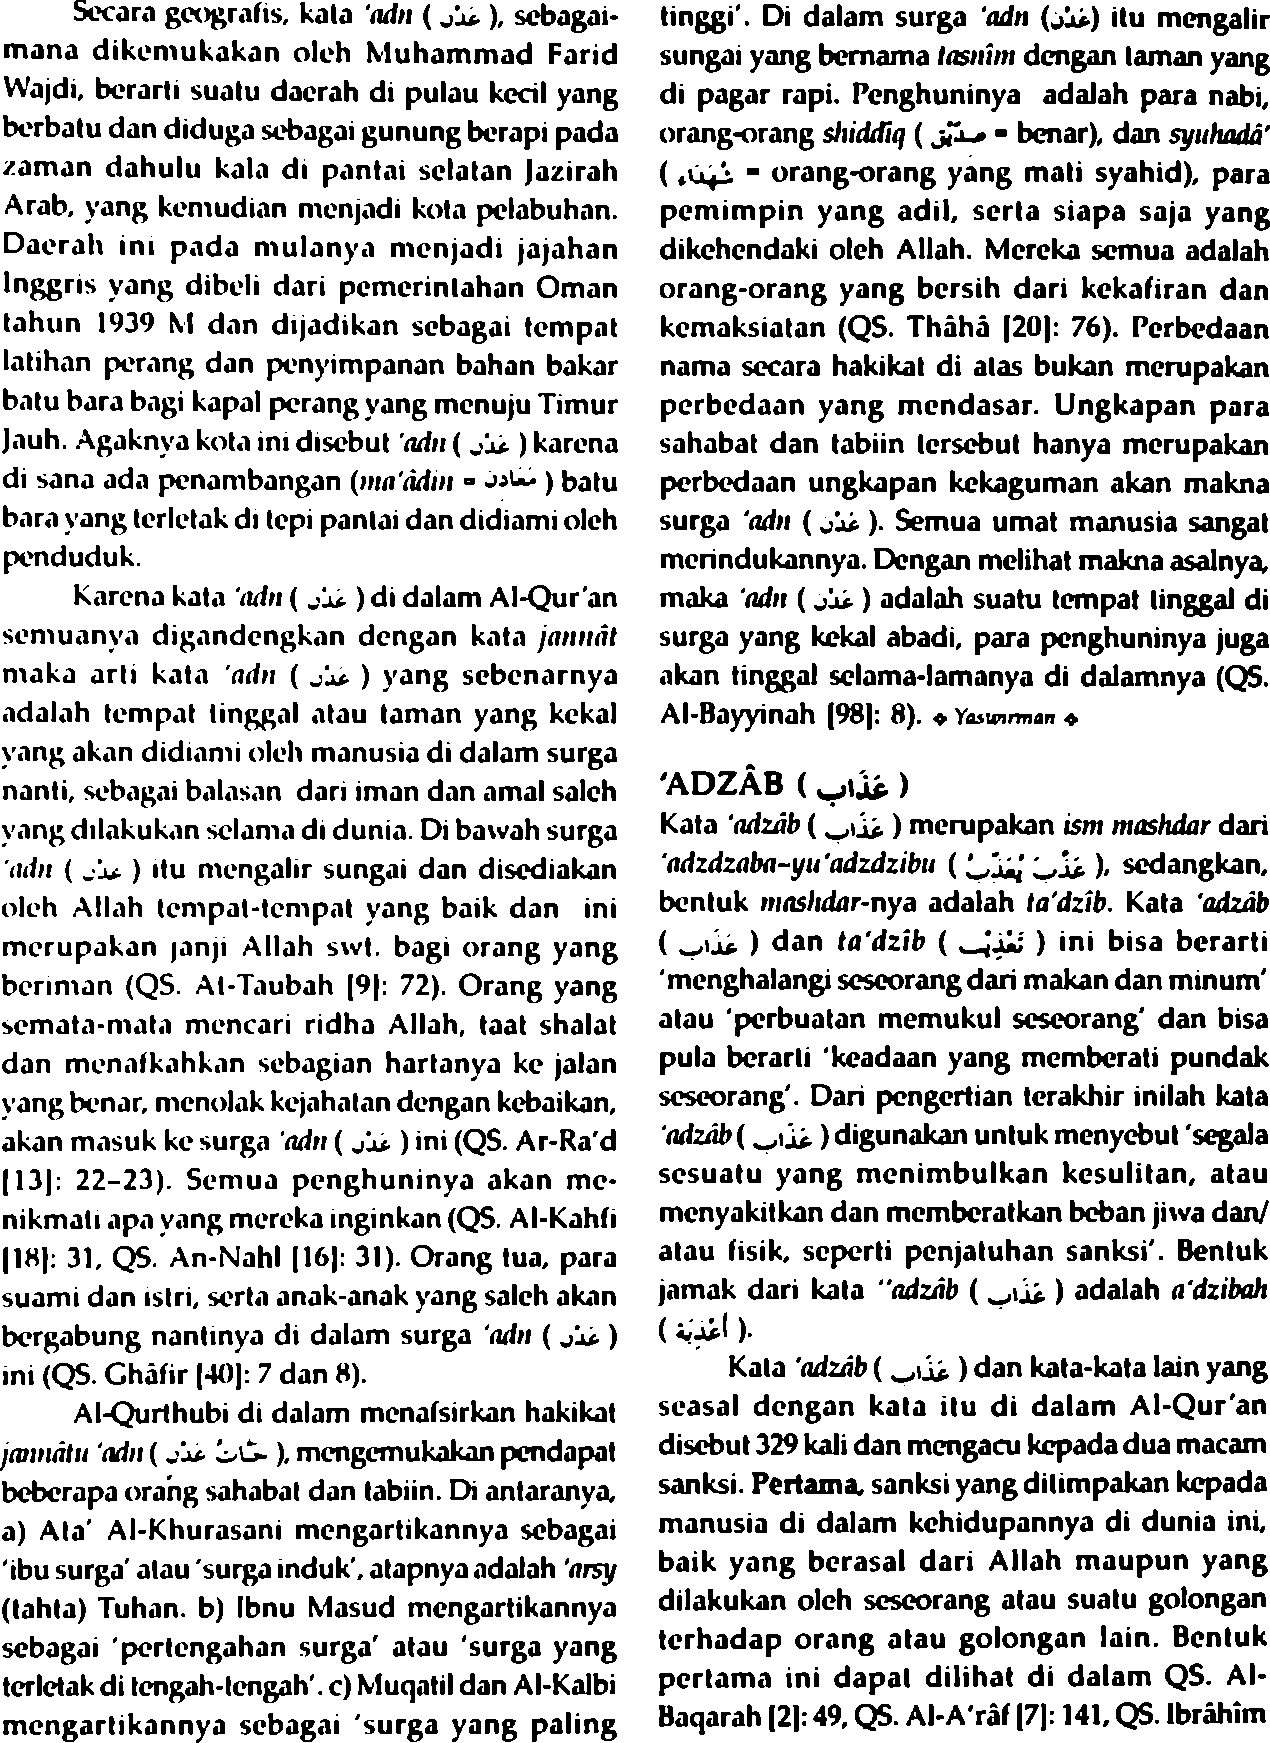 Secara geografis, kata 'adn ( عَدْن ), sebagai-
mana dikemukakan oleh Muhammad Farid
Wajdi, berarti suatu daerah di pulau kecil yang
berbatu dan diduga sebagai gunung berapi pada
zaman dahulu kala di pantai selatan Jazirah
Arab, yang kemudian menjadi kota pelabuhan.
Daerah ini pada mulanya menjadi jajahan
Inggris yang dibeli dari pemerintahan Oman
tahun 1939 M dan dijadikan sebagai tempat
latihan perang dan penyimpanan bahan bakar
batu bara bagi kapal perang yang menuju Timur
Jauh. Agaknya kota ini disebut 'adn ( عَدْن ) karena
di sana ada penambangan (ma'âdin = مَعَادِن ) batu
bara yang terletak di tepi pantai dan didiami oleh
penduduk.
Karena kata 'adn ( عَدْن ) di dalam Al-Qur'an
semuanya digandengkan dengan kata jannât
maka arti kata 'adn ( عَدْن ) yang sebenarnya
adalah tempat tinggal atau taman yang kekal
yang akan didiami oleh manusia di dalam surga
nanti, sebagai balasan dari iman dan amal saleh
yang dilakukan selama di dunia. Di bawah surga
'adn ( عَدْن ) itu mengalir sungai dan disediakan
oleh Allah tempat-tempat yang baik dan ini
merupakan janji Allah swt. bagi orang yang
beriman (QS. At-Taubah [9]: 72). Orang yang
semata-mata mencari ridha Allah, taat shalat
dan menafkahkan sebagian hartanya ke jalan
yang benar, menolak kejahatan dengan kebaikan,
akan masuk ke surga 'adn ( عَدْن ) ini (QS. Ar-Ra'd
[13]: 22–23). Semua penghuninya akan me-
nikmati apa yang mereka inginkan (QS. Al-Kahfi
[18]: 31, QS. An-Nahl [16]: 31). Orang tua, para
suami dan istri, serta anak-anak yang saleh akan
bergabung nantinya di dalam surga 'adn ( عَدْن )
ini (QS. Ghâfir [40]: 7 dan 8).
Al-Qurthubi di dalam menafsirkan hakikat
jannâtu 'adn ( جَنَّاتُ عَدْن ), mengemukakan pendapat
beberapa orang sahabat dan tabiin. Di antaranya,
a) Ata' Al-Khurasani mengartikannya sebagai
'ibu surga' atau 'surga induk', atapnya adalah 'arsy
(tahta) Tuhan. b) Ibnu Masud mengartikannya
sebagai 'pertengahan surga' atau 'surga yang
terletak di tengah-tengah'. c) Muqatil dan Al-Kalbi
mengartikannya sebagai 'surga yang paling
tinggi'. Di dalam surga 'adn (عَدْن) itu mengalir
sungai yang bernama tasnîm dengan taman yang
di pagar rapi. Penghuninya adalah para nabi,
orang-orang shiddîq ( صِدِّيْق = benar), dan syuhadâ'
( شُهَدَاء = orang-orang yang mati syahid), para
pemimpin yang adil, serta siapa saja yang
dikehendaki oleh Allah. Mereka semua adalah
orang-orang yang bersih dari kekafiran dan
kemaksiatan (QS. Thâhâ [20]: 76). Perbedaan
nama secara hakikat di atas bukan merupakan
perbedaan yang mendasar. Ungkapan para
sahabat dan tabiin tersebut hanya merupakan
perbedaan ungkapan kekaguman akan makna
surga 'adn ( عَدْن ). Semua umat manusia sangat
merindukannya. Dengan melihat makna asalnya,
maka 'adn ( عَدْن ) adalah suatu tempat tinggal di
surga yang kekal abadi, para penghuninya juga
akan tinggal selama-lamanya di dalamnya (QS.
Al-Bayyinah [98]: 8). ❖ Yasunrman ❖
'ADZÂB ( عَذَاب )
Kata 'adzâb ( عَذَاب ) merupakan ism mashdar dari
'adzdzaba-yu'adzdzibu ( عَذَّبَ يُعَذِّبُ ), sedangkan,
bentuk mashdar-nya adalah ta'dzîb. Kata 'adzâb
( عَذَاب ) dan ta'dzîb ( تَعْذِيْب ) ini bisa berarti
'menghalangi seseorang dari makan dan minum'
atau 'perbuatan memukul seseorang' dan bisa
pula berarti 'keadaan yang memberati pundak
seseorang'. Dari pengertian terakhir inilah kata
'adzâb ( عَذَاب ) digunakan untuk menyebut 'segala
sesuatu yang menimbulkan kesulitan, atau
menyakitkan dan memberatkan beban jiwa dan/
atau fisik, seperti penjatuhan sanksi'. Bentuk
jamak dari kata "adzâb ( عَذَاب ) adalah a'dzibah
( أَعْذِبَة ).
Kata 'adzâb ( عَذَاب ) dan kata-kata lain yang
seasal dengan kata itu di dalam Al-Qur'an
disebut 329 kali dan mengacu kepada dua macam
sanksi. Pertama, sanksi yang ditimpakan kepada
manusia di dalam kehidupannya di dunia ini,
baik yang berasal dari Allah maupun yang
dilakukan oleh seseorang atau suatu golongan
terhadap orang atau golongan lain. Bentuk
pertama ini dapat dilihat di dalam QS. Al-
Baqarah [2]: 49, QS. Al-A'râf [7]: 141, QS. Ibrâhîm